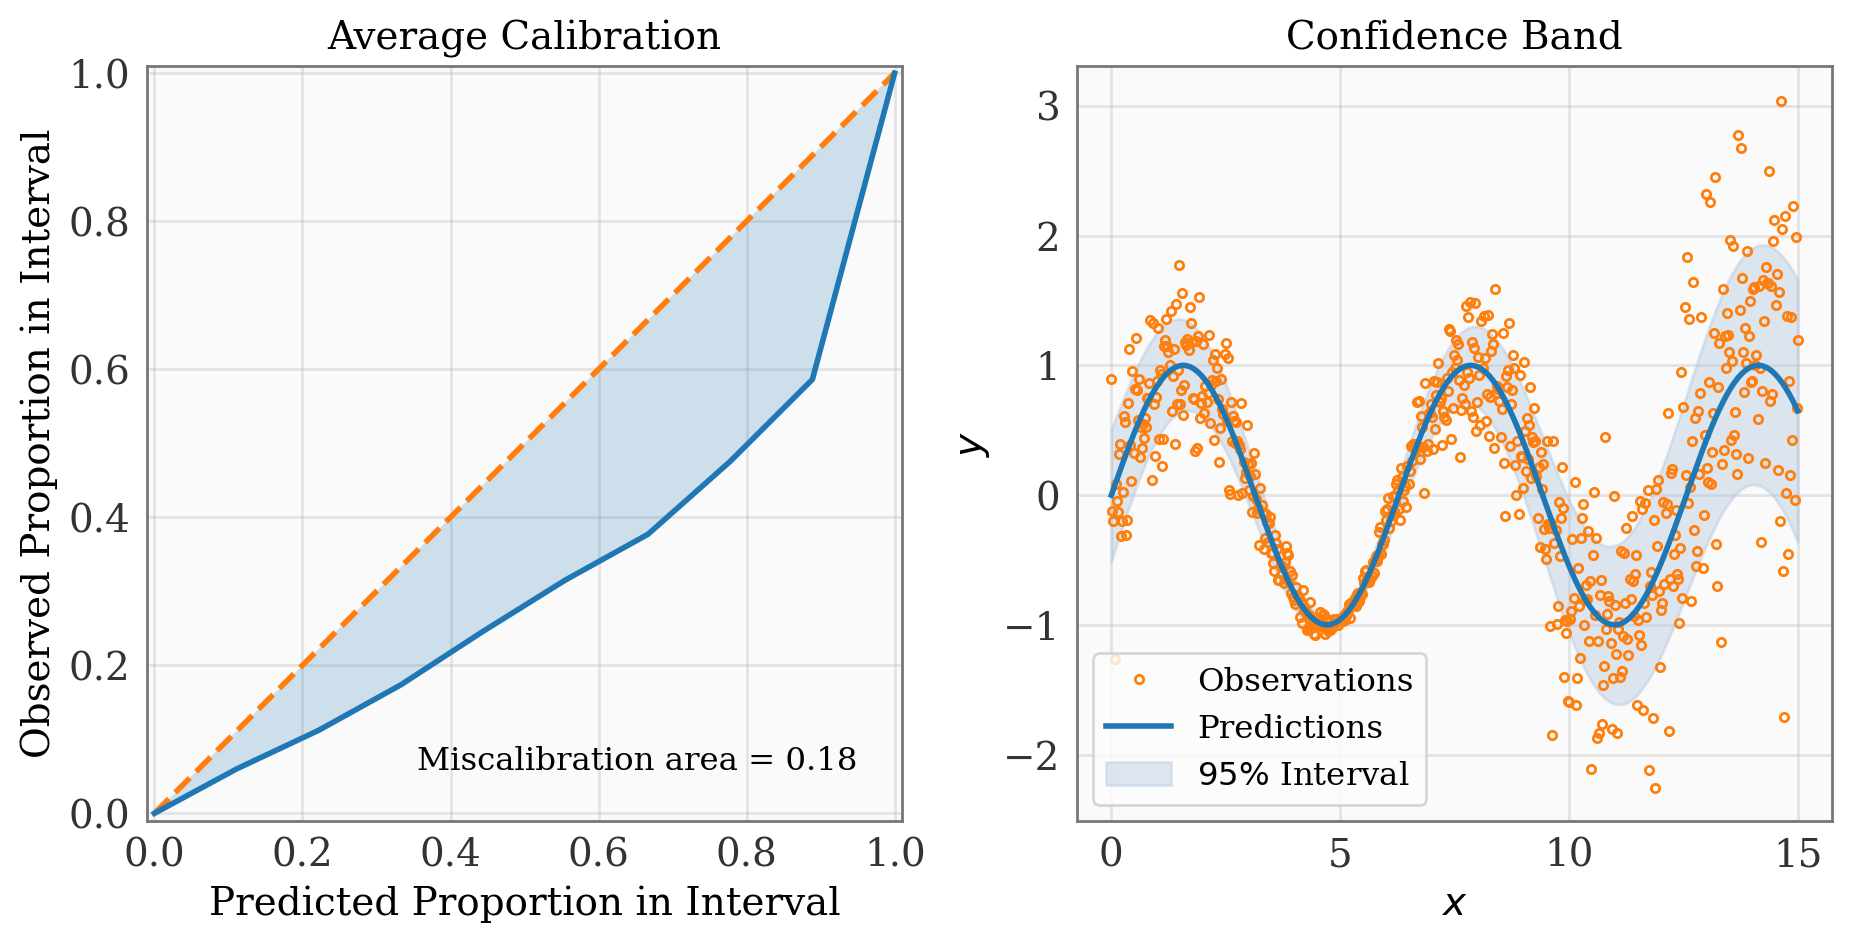 Average Calibration
Observed Proportion in Interval
1.0
0.8
0.6
0.4
0.2
0.0
Miscalibration area = 0.18
0.0 0.2 0.4 0.6 0.8 1.0
Predicted Proportion in Interval
Confidence Band
y
3
2
1
0
−1
−2
Observations
Predictions
95% Interval
0 5 10 15
x